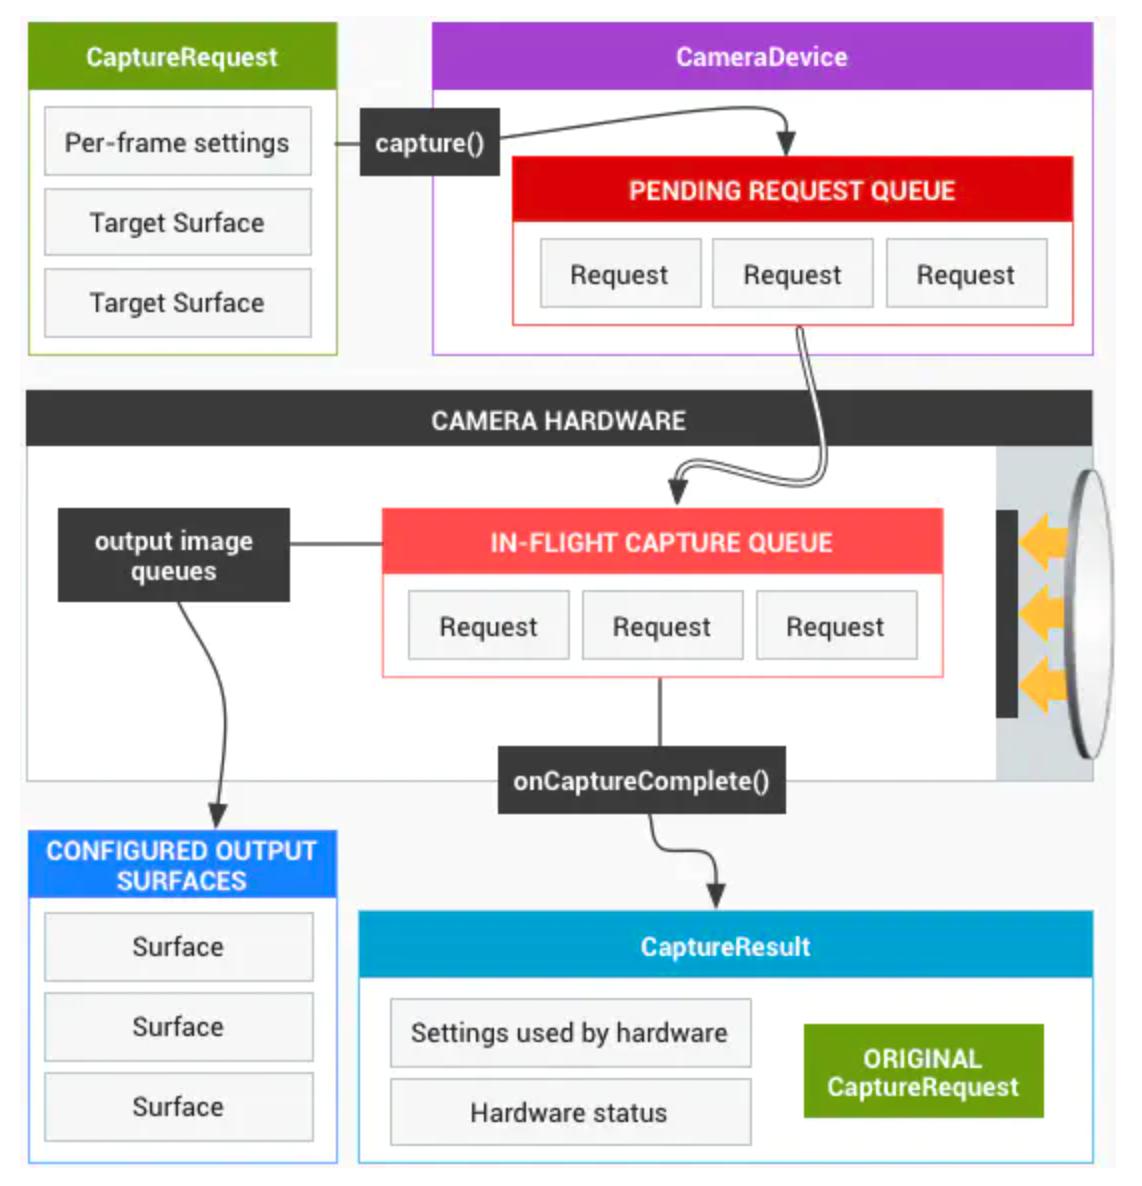 CaptureRequest
Per-frame settings
Target Surface
Target Surface
capture()
CameraDevice
PENDING REQUEST QUEUE
Request
Request
Request
CAMERA HARDWARE
output image
queues
IN-FLIGHT CAPTURE QUEUE
Request
Request
Request
onCaptureComplete()
CONFIGURED OUTPUT
SURFACES
Surface
Surface
Surface
CaptureResult
Settings used by hardware
Hardware status
ORIGINAL
CaptureRequest